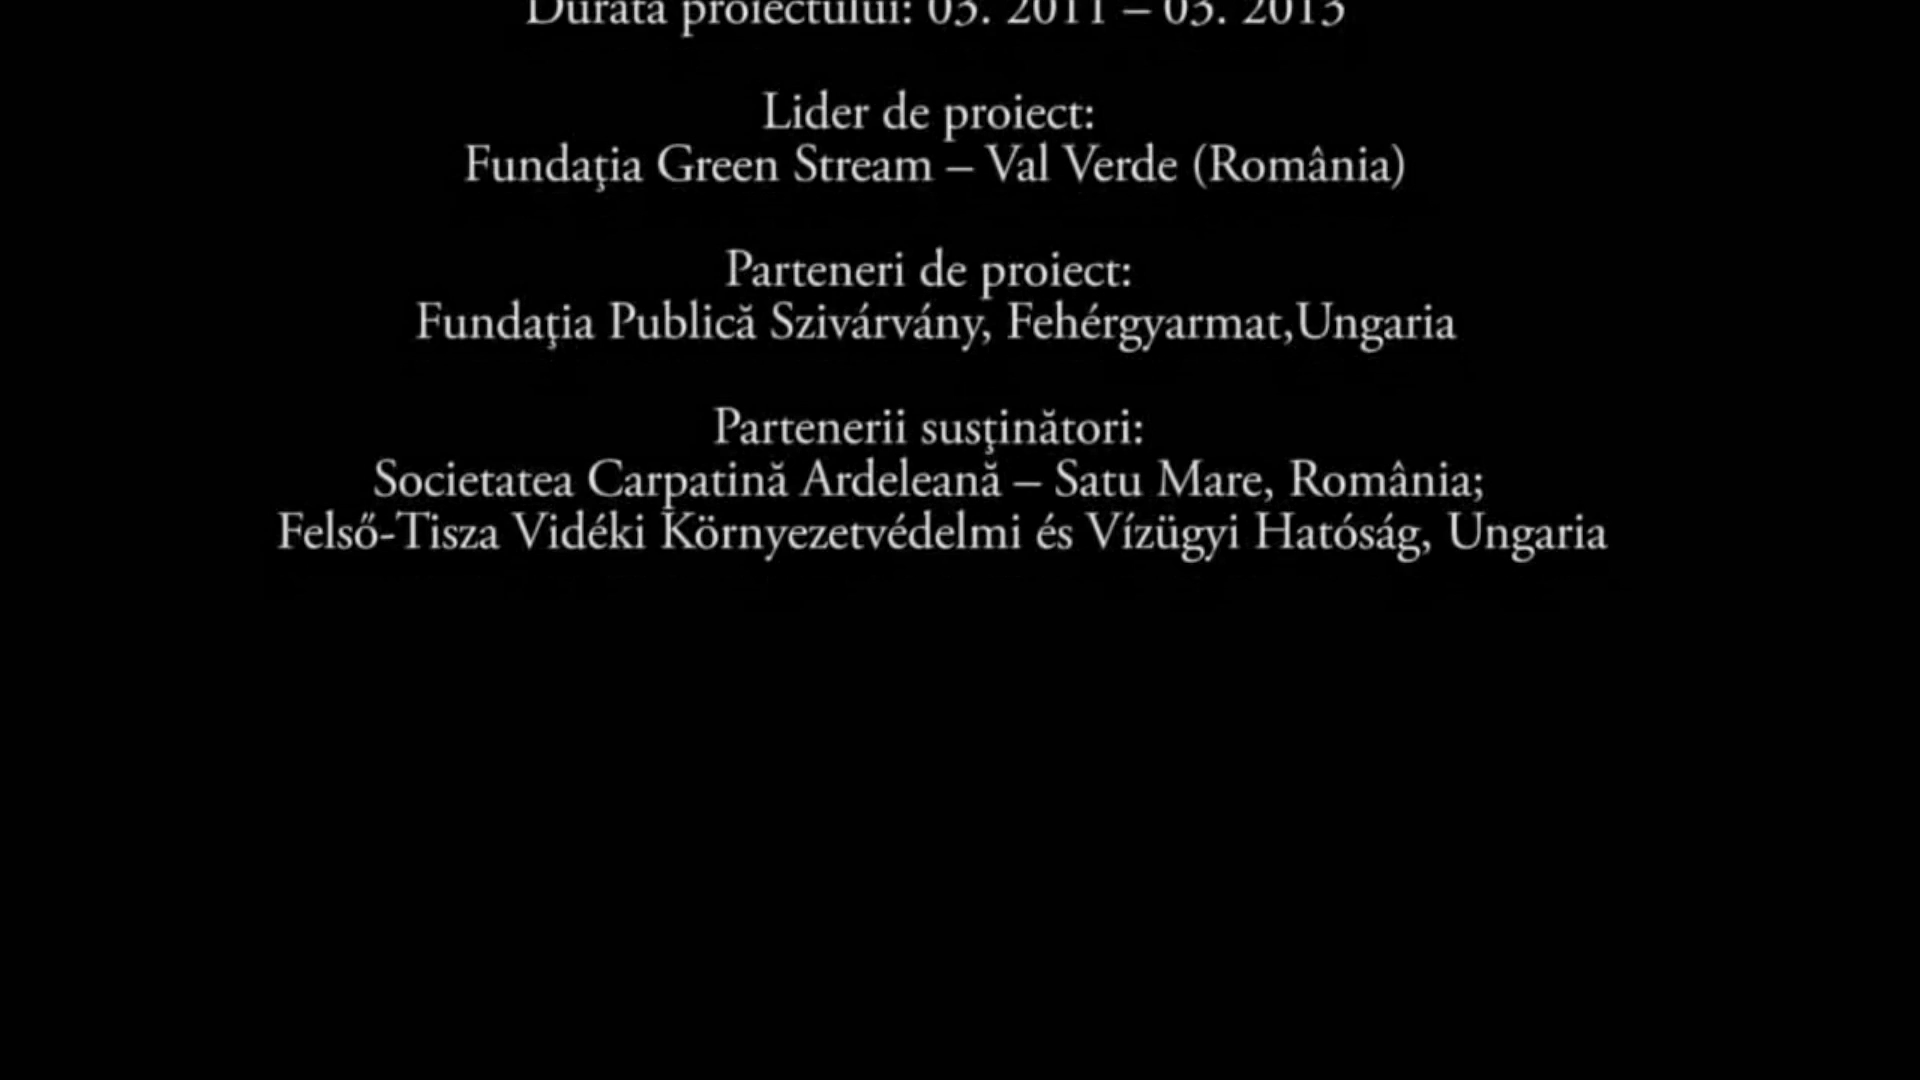 Durata proiectului: 03. 2011 – 03. 2013
Lider de proiect:
Fundaţia Green Stream – Val Verde (România)
Parteneri de proiect:
Fundaţia Publică Szivárvány, Fehérgyarmat,Ungaria
Partenerii susţinători:
Societatea Carpatină Ardeleană – Satu Mare, România;
Felső-Tisza Vidéki Környezetvédelmi és Vízügyi Hatóság, Ungaria